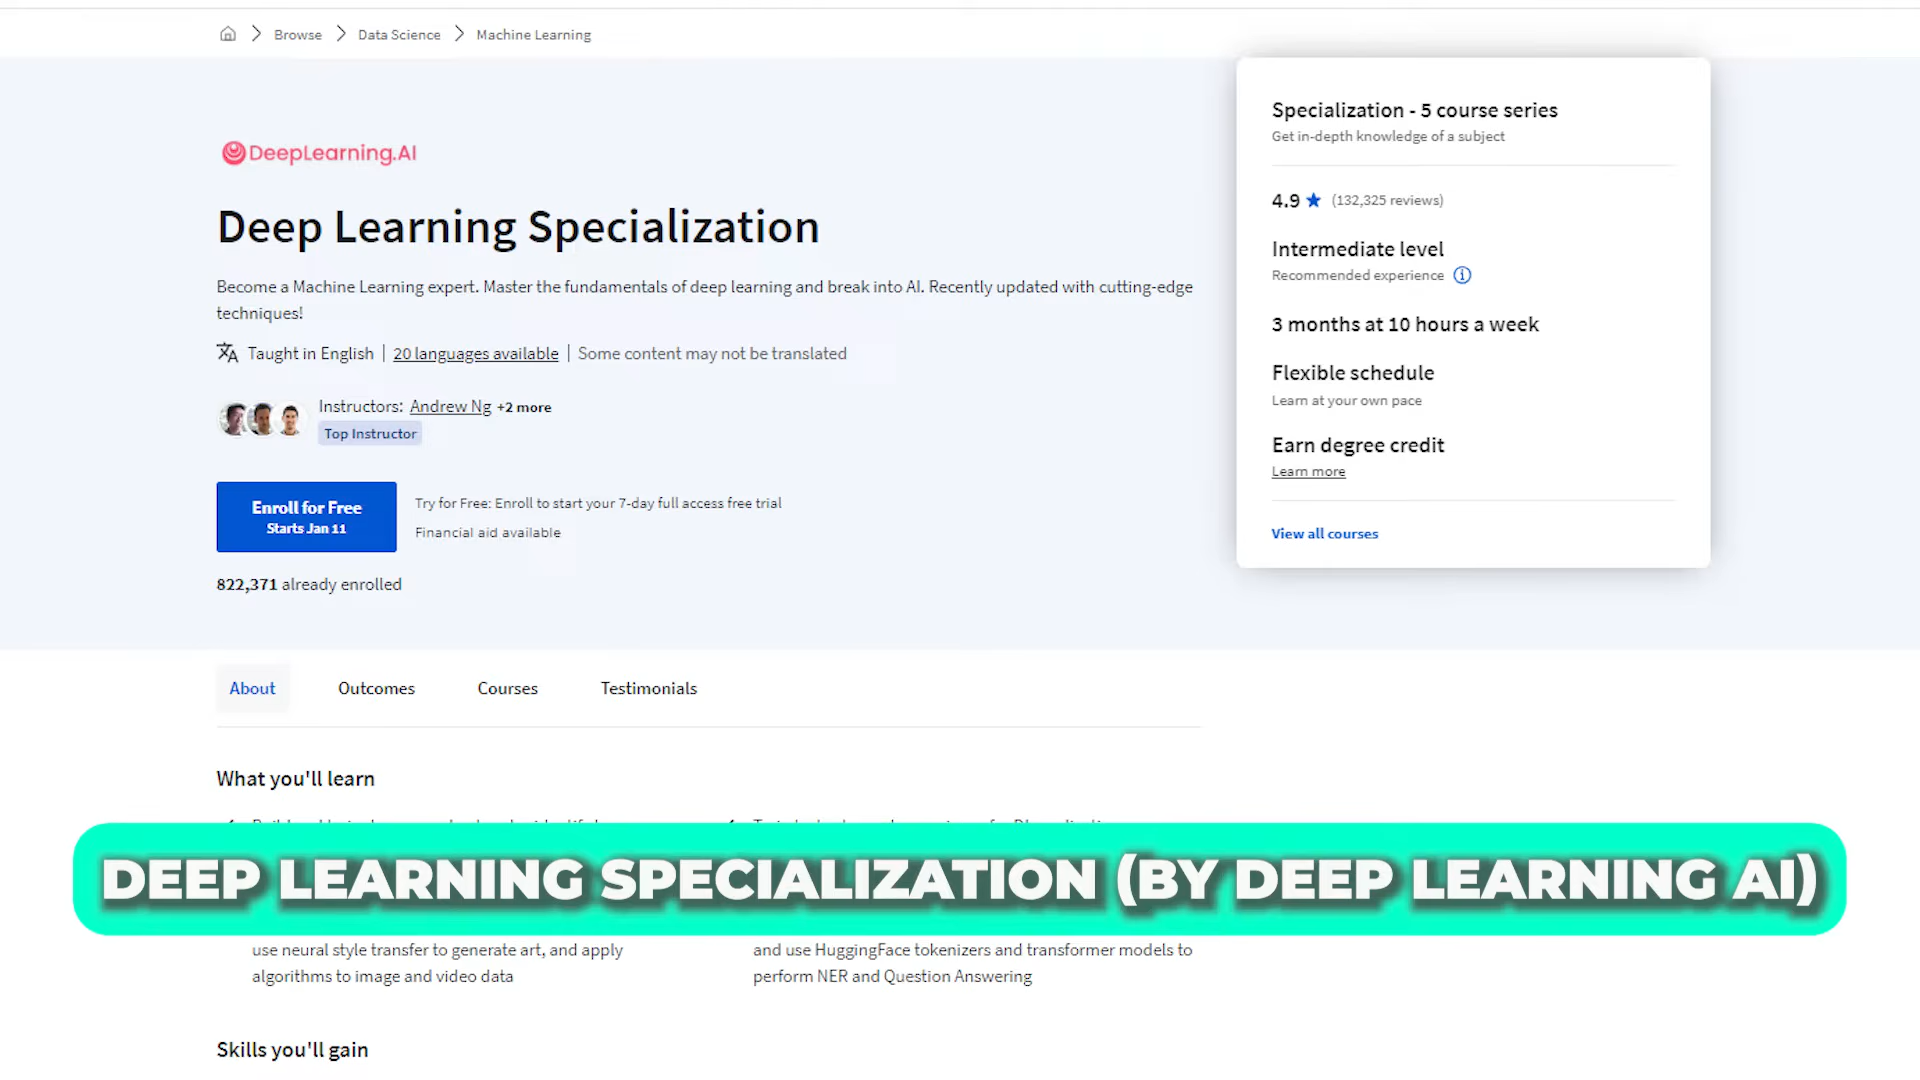 Browse > Data Science > Machine Learning
DeepLearning.AI
Deep Learning Specialization
Become a Machine Learning expert. Master the fundamentals of deep learning and break into AI. Recently updated with cutting-edge
techniques!
Taught in English | 20 languages available | Some content may not be translated
Instructors: Andrew Ng +2 more
Top Instructor
Enroll for Free
Starts Jan 11
Try for Free: Enroll to start your 7-day full access free trial
Financial aid available
822,371 already enrolled
Specialization - 5 course series
Get in-depth knowledge of a subject
4.9 ★ (132,325 reviews)
Intermediate level
Recommended experience
3 months at 10 hours a week
Flexible schedule
Learn at your own pace
Earn degree credit
Learn more
View all courses
About Outcomes Courses Testimonials
What you'll learn
DEEP LEARNING SPECIALIZATION (BY DEEP LEARNING AI)
use neural style transfer to generate art, and apply
algorithms to image and video data
and use HuggingFace tokenizers and transformer models to
perform NER and Question Answering
Skills you'll gain